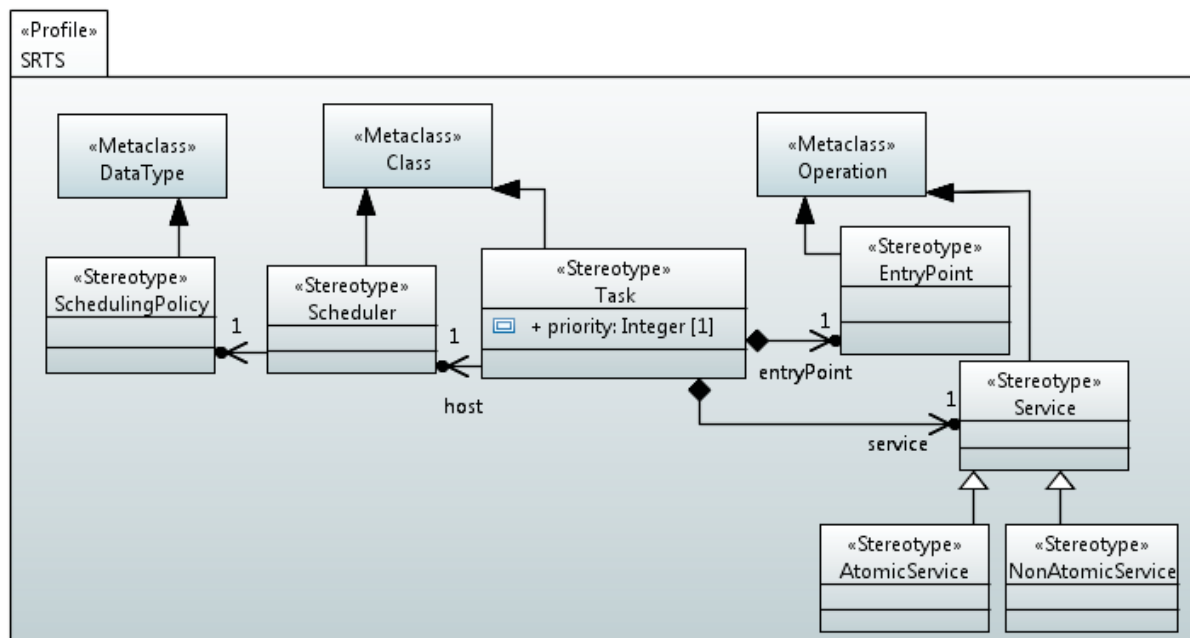 «Profile»
SRTS
«Metaclass»
DataType
«Metaclass»
Class
«Metaclass»
Operation
«Stereotype»
SchedulingPolicy
1
«Stereotype»
Scheduler
1
host
«Stereotype»
Task
+ priority: Integer [1]
1
entryPoint
«Stereotype»
EntryPoint
1
service
«Stereotype»
Service
«Stereotype»
AtomicService
«Stereotype»
NonAtomicService